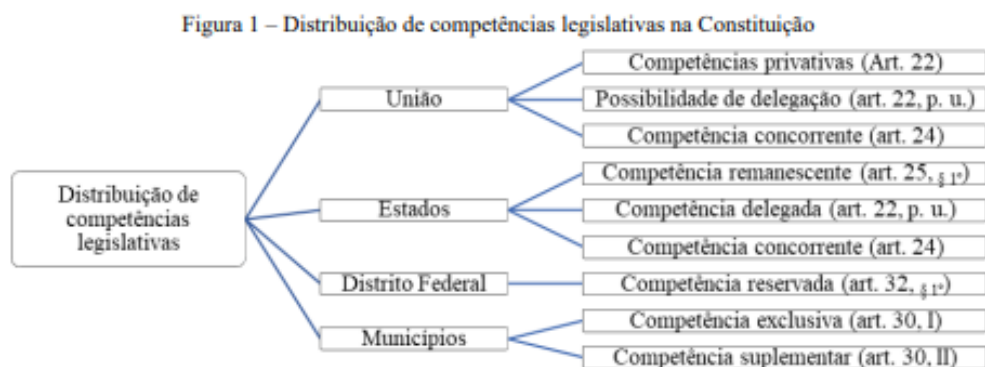 Figura 1 – Distribuição de competências legislativas na Constituição
Distribuição de
competências
legislativas
União
Competências privativas (Art. 22)
Possibilidade de delegação (art. 22, p. u.)
Competência concorrente (art. 24)
Estados
Competência remanescente (art. 25, § 1º)
Competência delegada (art. 22, p. u.)
Competência concorrente (art. 24)
Distrito Federal
Competência reservada (art. 32, § 1º)
Municípios
Competência exclusiva (art. 30, I)
Competência suplementar (art. 30, II)